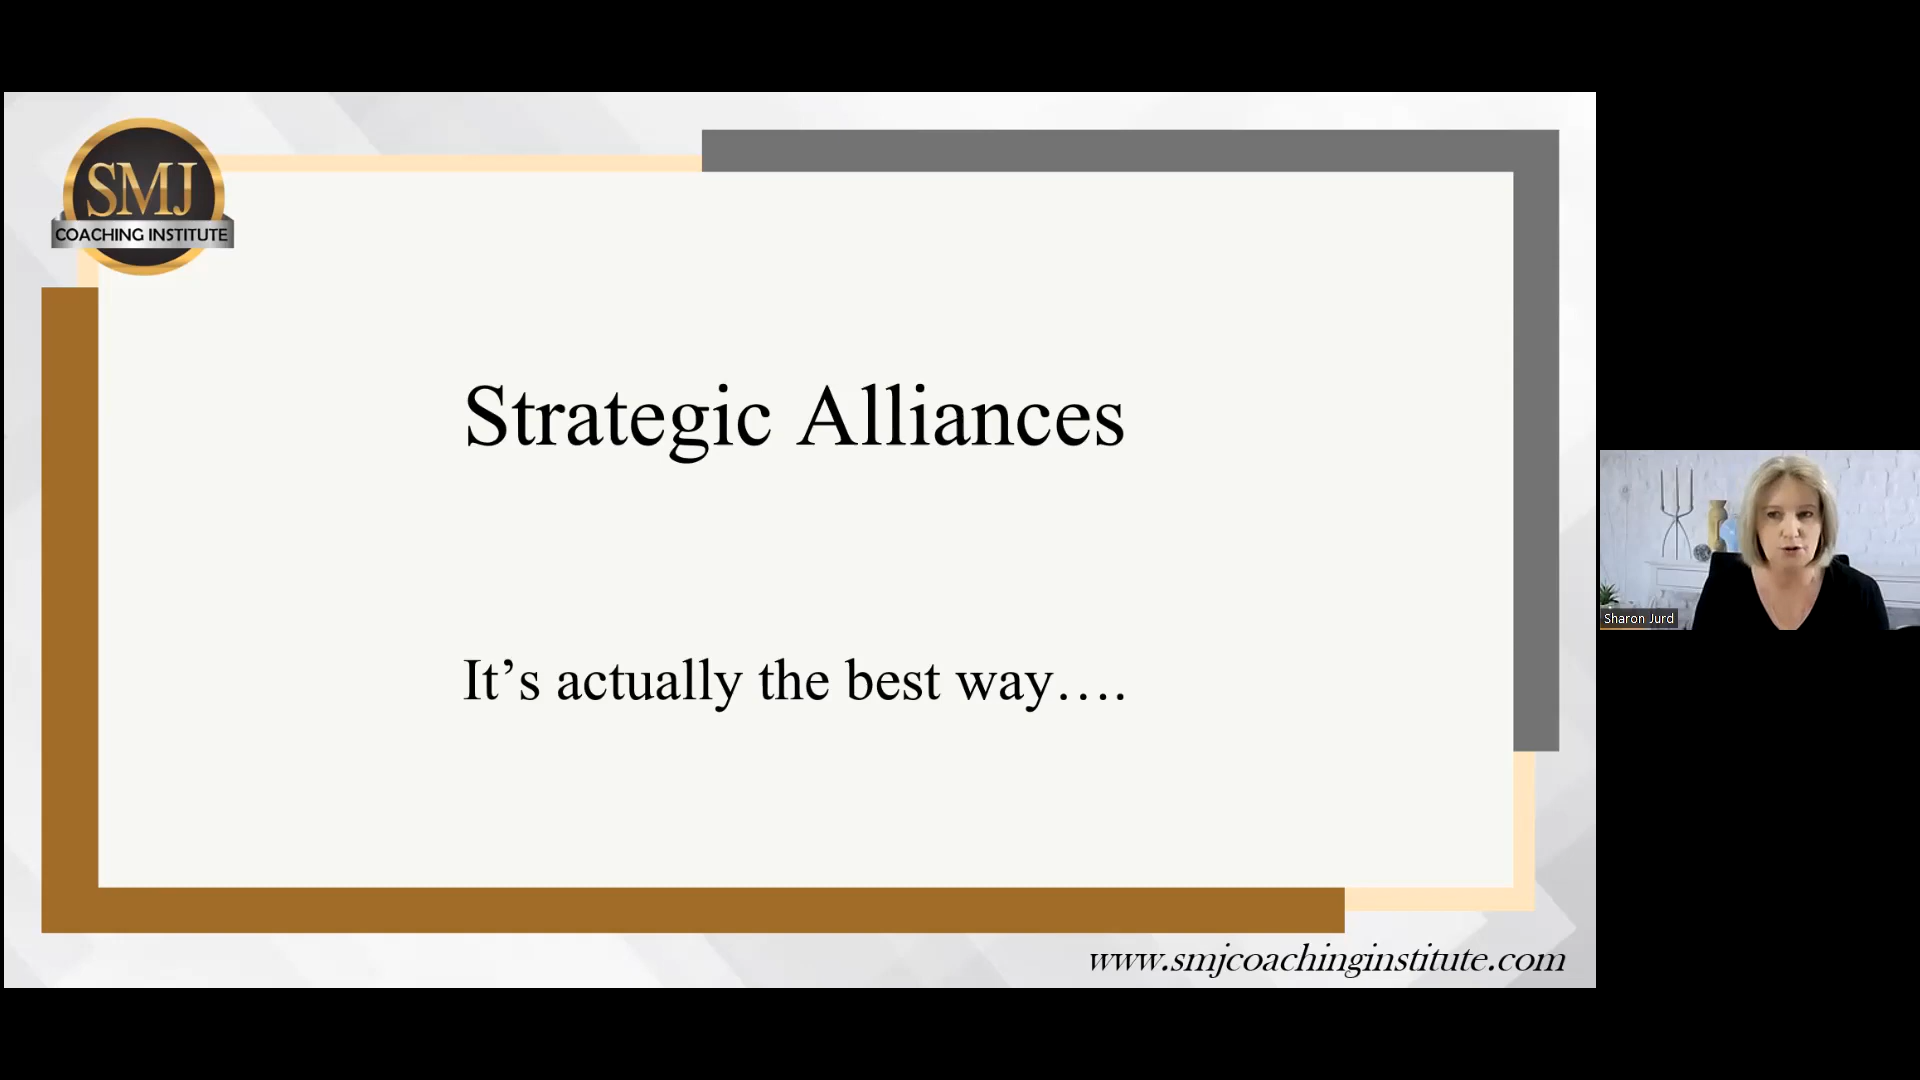 SMJ
COACHING INSTITUTE
Strategic Alliances
It’s actually the best way….
Sharon Jurd
www.smjcoachinginstitute.com